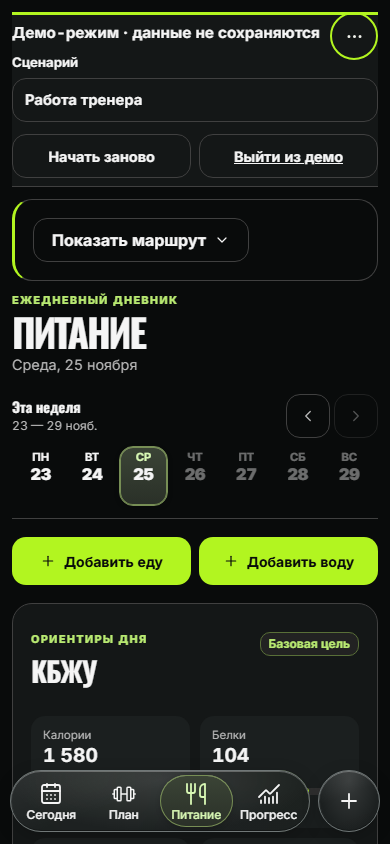 Демо-режим · данные не сохраняются
Сценарий
Работа тренера
Начать заново
Выйти из демо
Показать маршрут
ЕЖЕДНЕВНЫЙ ДНЕВНИК
ПИТАНИЕ
Среда, 25 ноября
Эта неделя
23 — 29 нояб.
ПН ВТ СР ЧТ ПТ СБ ВС
23 24 25 26 27 28 29
+ Добавить еду
+ Добавить воду
ОРИЕНТИРЫ ДНЯ
Базовая цель
КБЖУ
Калории Белки
1 580 104
Сегодня План Питание Прогресс